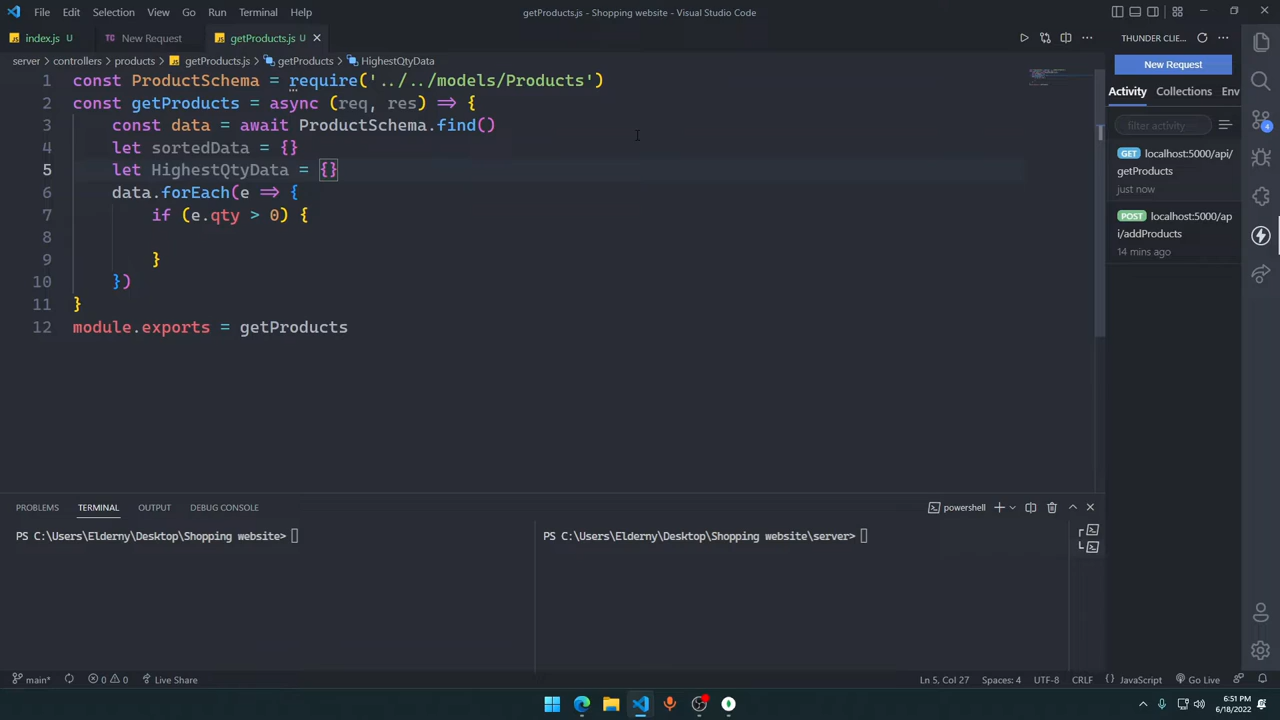 File Edit Selection View Go Run Terminal Help
getProducts.js - Shopping website - Visual Studio Code
index.js U
New Request
getProducts.js U
server > controllers > products > getProducts.js > getProducts > HighestQtyData
1 const ProductSchema = require('../../models/Products')
2 const getProducts = async (req, res) => {
3 const data = await ProductSchema.find()
4 let sortedData = {}
5 let HighestQtyData = {}
6 data.forEach(e => {
7 if (e.qty > 0) {
8
9 }
10 })
11 }
12 module.exports = getProducts
THUNDER CLIE...
New Request
Activity Collections Env
filter activity
GET localhost:5000/api/
getProducts
just now
POST localhost:5000/ap
i/addProducts
14 mins ago
4
PROBLEMS TERMINAL OUTPUT DEBUG CONSOLE
powershell
PS C:\Users\Elderny\Desktop\Shopping website>
PS C:\Users\Elderny\Desktop\Shopping website\server>
main* 0 0 Live Share
Ln 5, Col 27 Spaces: 4 UTF-8 CRLF {} JavaScript Go Live
6:51 PM
6/18/2022